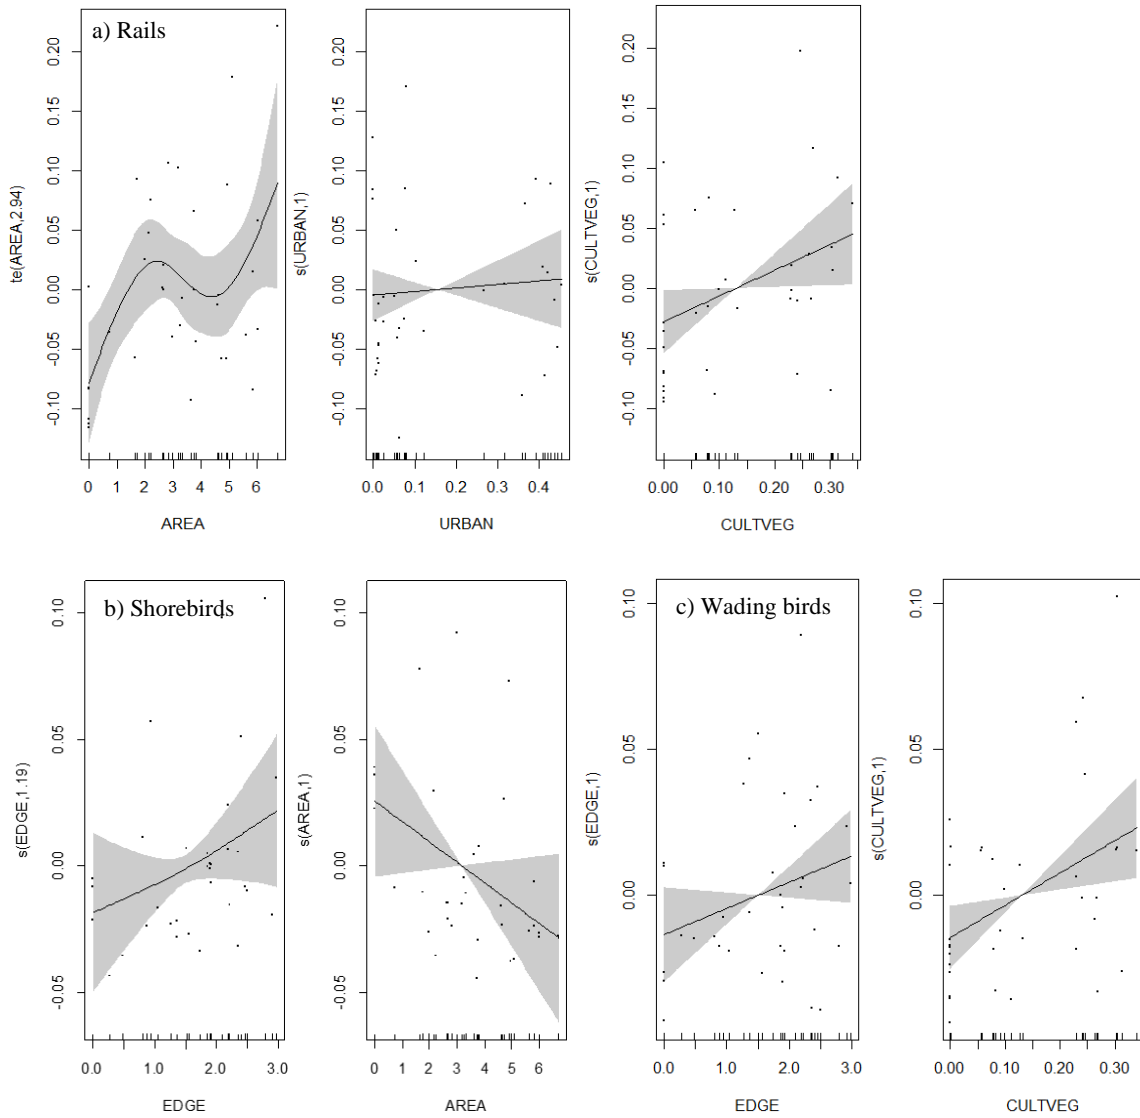 a) Rails
te(AREA,2.94)
-0.10 -0.05 0.00 0.05 0.10 0.15 0.20
0 1 2 3 4 5 6
AREA
s(URBAN,1)
-0.10 -0.05 0.00 0.05 0.10 0.15 0.20
0.0 0.1 0.2 0.3 0.4
URBAN
s(CULTVEG,1)
-0.10 -0.05 0.00 0.05 0.10 0.15 0.20
0.00 0.10 0.20 0.30
CULTVEG
b) Shorebirds
s(EDGE,1.19)
-0.05 0.00 0.05 0.10
0.0 1.0 2.0 3.0
EDGE
s(AREA,1)
-0.05 0.00 0.05 0.10
0 1 2 3 4 5 6
AREA
c) Wading birds
s(EDGE,1)
0.00 0.05 0.10
0.0 1.0 2.0 3.0
EDGE
s(CULTVEG,1)
0.00 0.05 0.10
0.00 0.10 0.20 0.30
CULTVEG